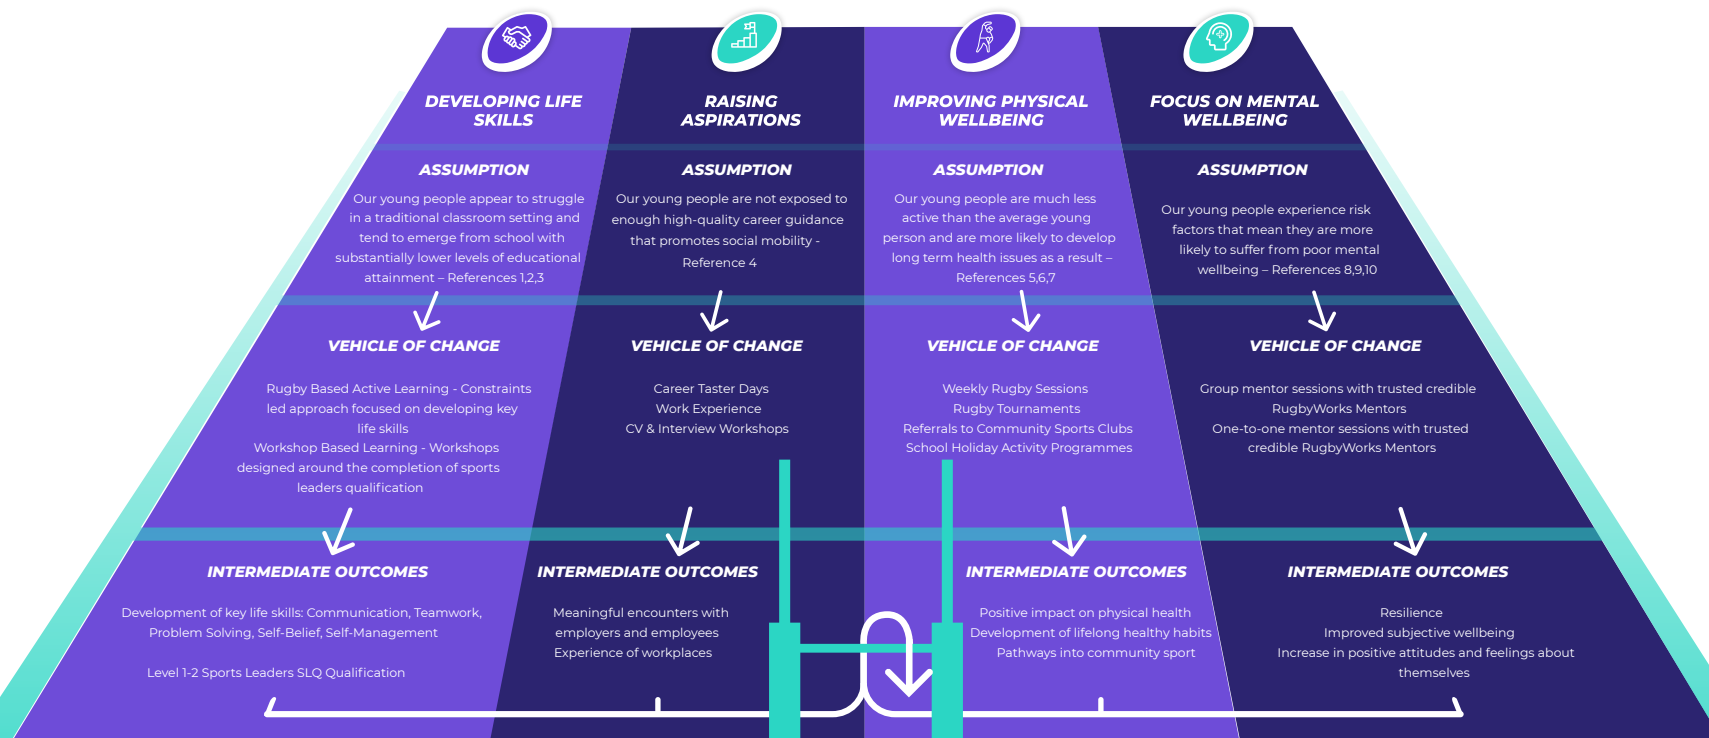 DEVELOPING LIFE
SKILLS
ASSUMPTION
Our young people appear to struggle
in a traditional classroom setting and
tend to emerge from school with
substantially lower levels of educational
attainment – References 1,2,3
VEHICLE OF CHANGE
Rugby Based Active Learning - Constraints
led approach focused on developing key
life skills
Workshop Based Learning - Workshops
designed around the completion of sports
leaders qualification
INTERMEDIATE OUTCOMES
Development of key life skills: Communication, Teamwork,
Problem Solving, Self-Belief, Self-Management
Level 1-2 Sports Leaders SLQ Qualification
RAISING
ASPIRATIONS
ASSUMPTION
Our young people are not exposed to
enough high-quality career guidance
that promotes social mobility -
Reference 4
VEHICLE OF CHANGE
Career Taster Days
Work Experience
CV & Interview Workshops
INTERMEDIATE OUTCOMES
Meaningful encounters with
employers and employees
Experience of workplaces
IMPROVING PHYSICAL
WELLBEING
ASSUMPTION
Our young people are much less
active than the average young
person and are more likely to develop
long term health issues as a result –
References 5,6,7
VEHICLE OF CHANGE
Weekly Rugby Sessions
Rugby Tournaments
Referrals to Community Sports Clubs
School Holiday Activity Programmes
INTERMEDIATE OUTCOMES
Positive impact on physical health
Development of lifelong healthy habits
Pathways into community sport
FOCUS ON MENTAL
WELLBEING
ASSUMPTION
Our young people experience risk
factors that mean they are more
likely to suffer from poor mental
wellbeing – References 8,9,10
VEHICLE OF CHANGE
Group mentor sessions with trusted credible
RugbyWorks Mentors
One-to-one mentor sessions with trusted
credible RugbyWorks Mentors
INTERMEDIATE OUTCOMES
Resilience
Improved subjective wellbeing
Increase in positive attitudes and feelings about
themselves